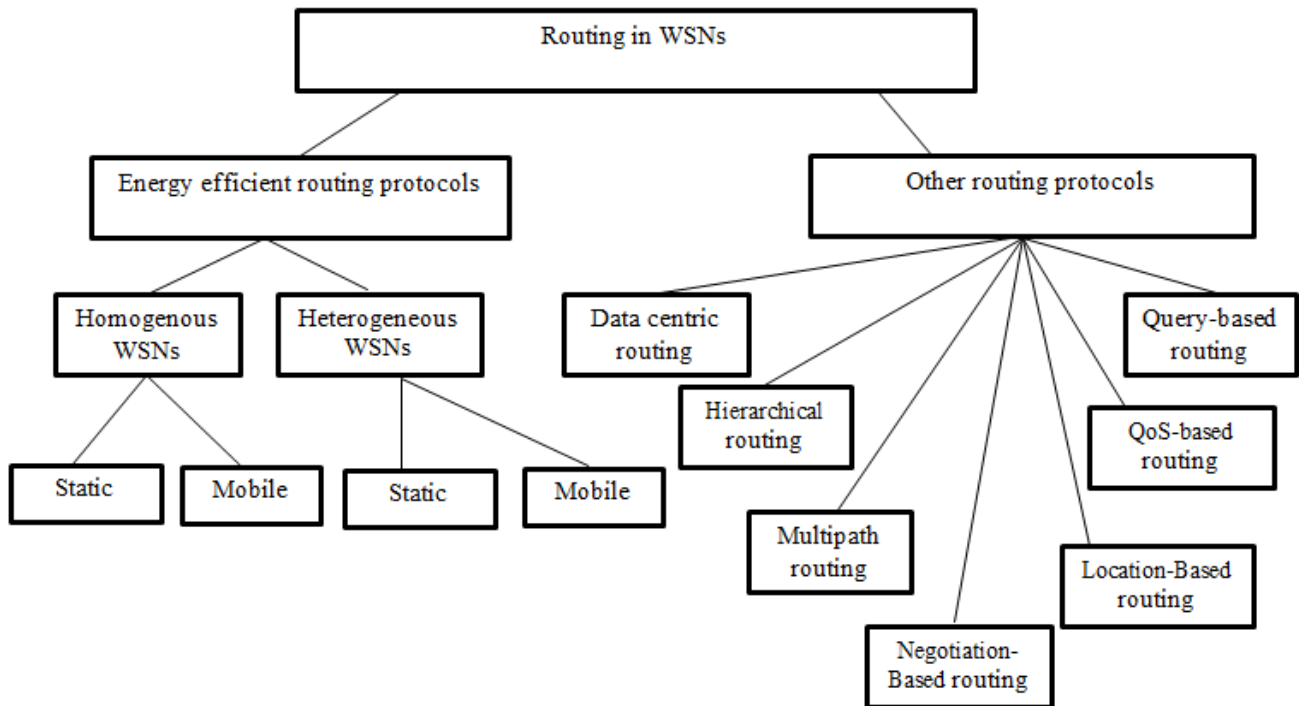 Routing in WSNs
Energy efficient routing protocols
Other routing protocols
Homogenous
WSNs
Heterogeneous
WSNs
Data centric
routing
Query-based
routing
Hierarchical
routing
QoS-based
routing
Static
Mobile
Static
Mobile
Multipath
routing
Location-Based
routing
Negotiation-
Based routing